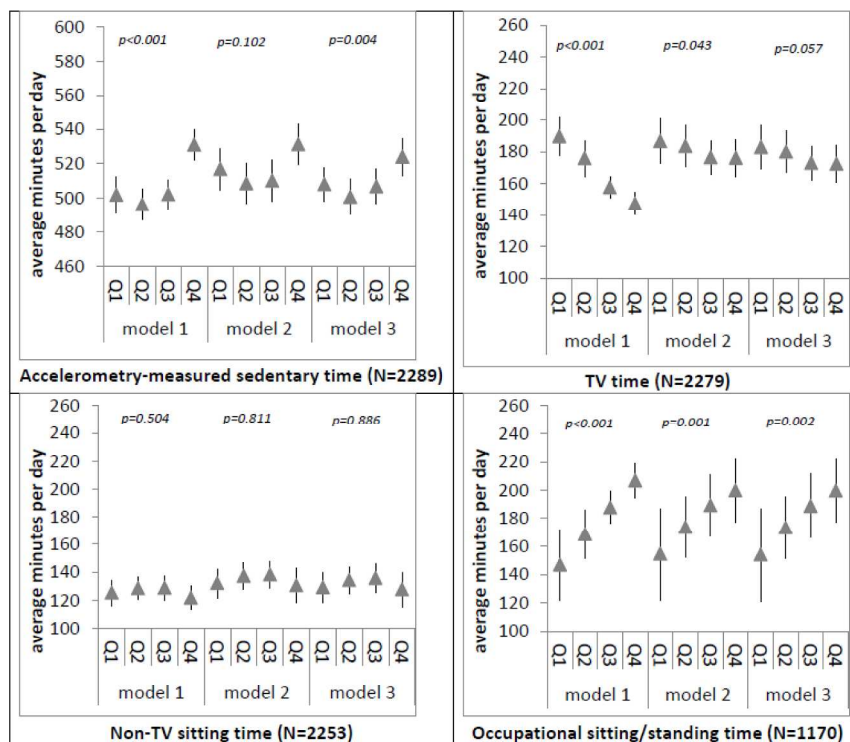 600
580
560
540
520
500
480
460
average minutes per day
p<0.001
p=0.102
p=0.004
Q1 Q2 Q3 Q4 Q1 Q2 Q3 Q4 Q1 Q2 Q3 Q4
model 1 model 2 model 3
Accelerometry-measured sedentary time (N=2289)
260
240
220
200
180
160
140
120
100
average minutes per day
p<0.001
p=0.043
p=0.057
Q1 Q2 Q3 Q4 Q1 Q2 Q3 Q4 Q1 Q2 Q3 Q4
model 1 model 2 model 3
TV time (N=2279)
260
240
220
200
180
160
140
120
100
average minutes per day
p=0.504
p=0.811
p=0.886
Q1 Q2 Q3 Q4 Q1 Q2 Q3 Q4 Q1 Q2 Q3 Q4
model 1 model 2 model 3
Non-TV sitting time (N=2253)
260
240
220
200
180
160
140
120
100
average minutes per day
p<0.001
p=0.001
p=0.002
Q1 Q2 Q3 Q4 Q1 Q2 Q3 Q4 Q1 Q2 Q3 Q4
model 1 model 2 model 3
Occupational sitting/standing time (N=1170)